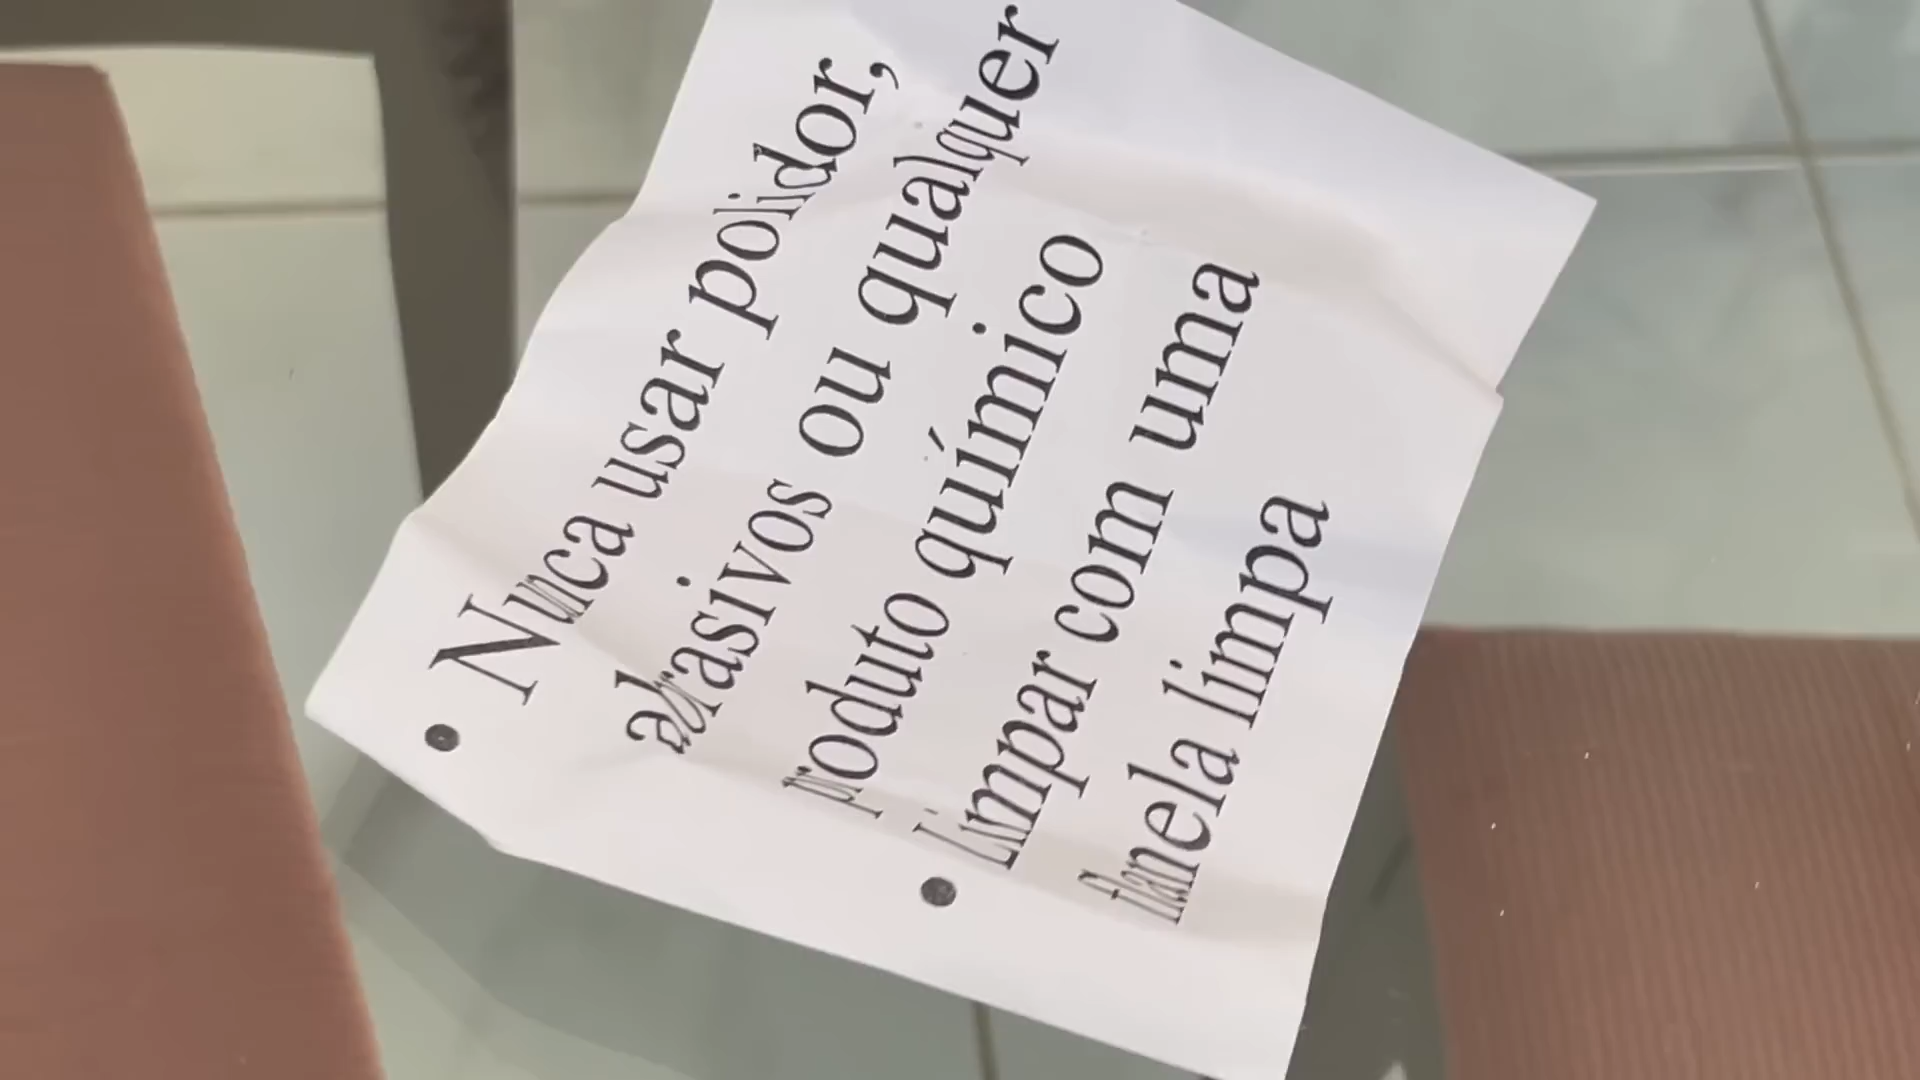 • Nunca usar polidor,
abrasivos ou qualquer
produto químico
• Limpar com uma
flanela limpa